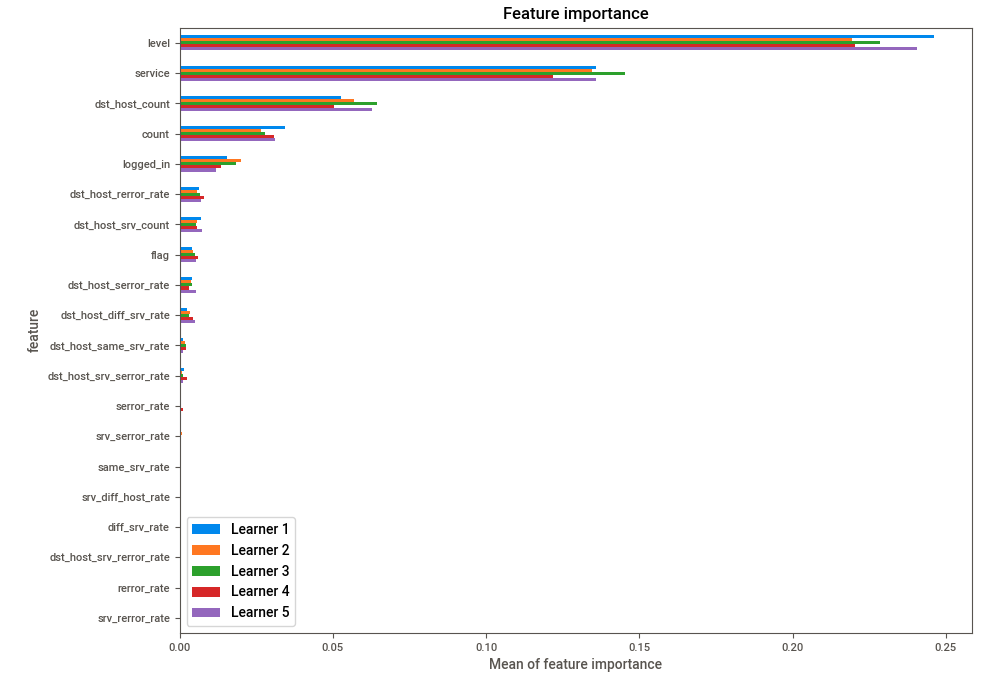 Feature importance
level
service
dst_host_count
count
logged_in
dst_host_rerror_rate
dst_host_srv_count
flag
dst_host_serror_rate
dst_host_diff_srv_rate
dst_host_same_srv_rate
dst_host_srv_serror_rate
serror_rate
srv_serror_rate
same_srv_rate
srv_diff_host_rate
diff_srv_rate
dst_host_srv_rerror_rate
rerror_rate
srv_rerror_rate
feature
Learner 1
Learner 2
Learner 3
Learner 4
Learner 5
0.00 0.05 0.10 0.15 0.20 0.25
Mean of feature importance